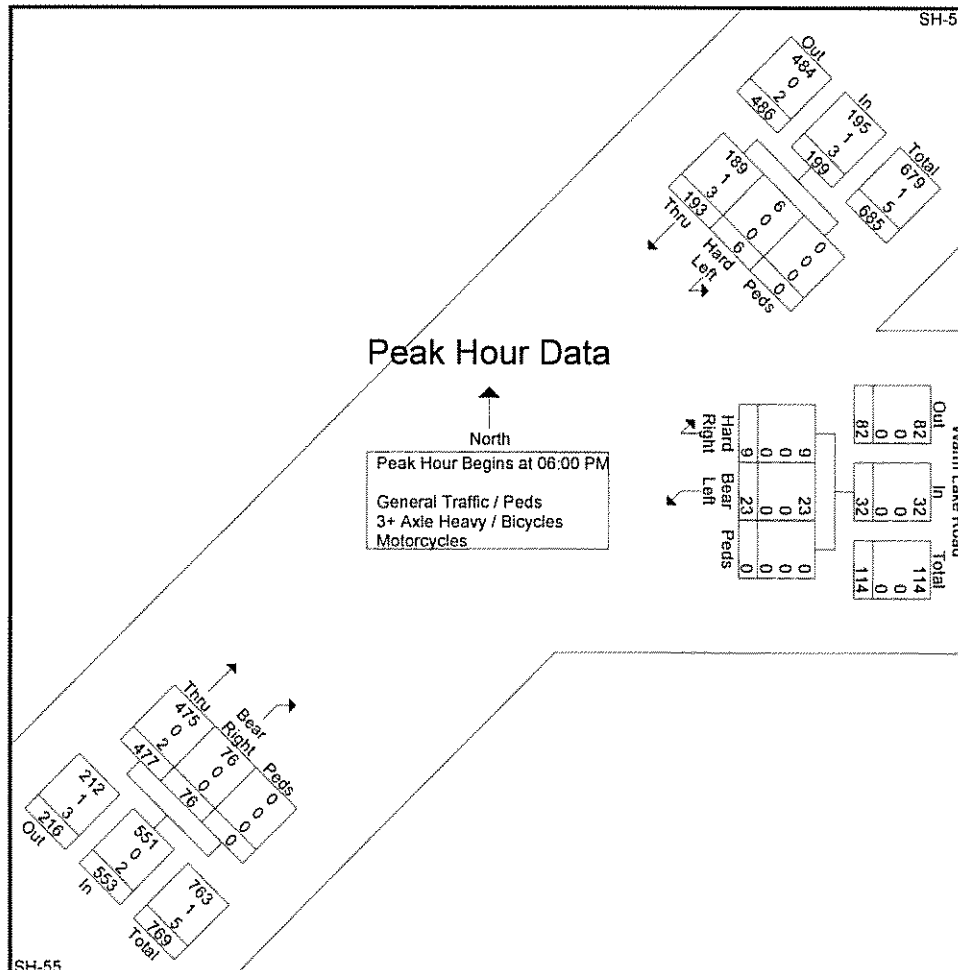 SH-5
Out
484
0
2
486
In
195
1
3
199
Total
679
1
5
685
189
1
3
193
Thru
6
0
0
6
Hard
Left
0
0
0
0
Peds
Peak Hour Data
North
Peak Hour Begins at 06:00 PM
General Traffic / Peds
3+ Axle Heavy / Bicycles
Motorcycles
Lake Road
Out
82
0
0
82
In
32
0
0
32
Total
114
0
0
114
Hard
Right
9
0
0
9
Bear
Left
23
0
0
23
Peds
0
0
0
0
Thru
475
0
2
477
Bear
Right
76
0
0
76
Peds
0
0
0
0
212
1
3
216
Out
551
0
2
553
In
763
1
5
769
Total
SH-55